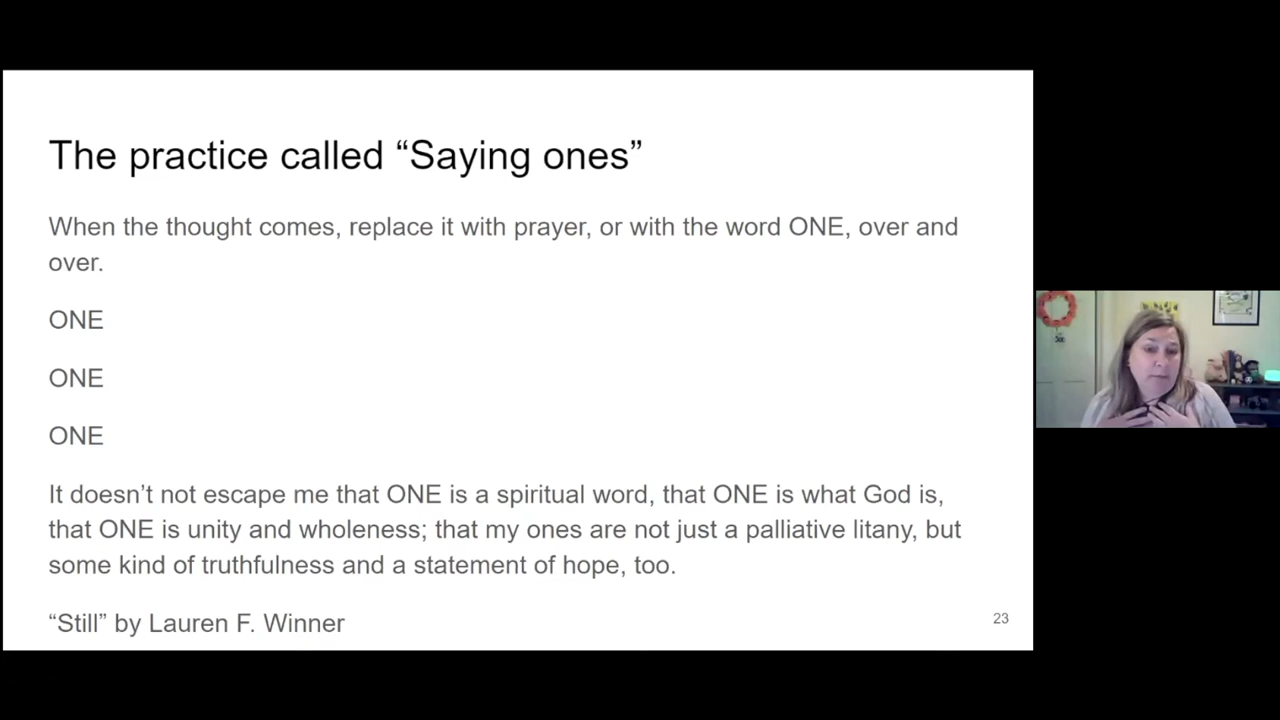 The practice called “Saying ones”
When the thought comes, replace it with prayer, or with the word ONE, over and
over.
ONE
ONE
ONE
It doesn’t not escape me that ONE is a spiritual word, that ONE is what God is,
that ONE is unity and wholeness; that my ones are not just a palliative litany, but
some kind of truthfulness and a statement of hope, too.
“Still” by Lauren F. Winner
23